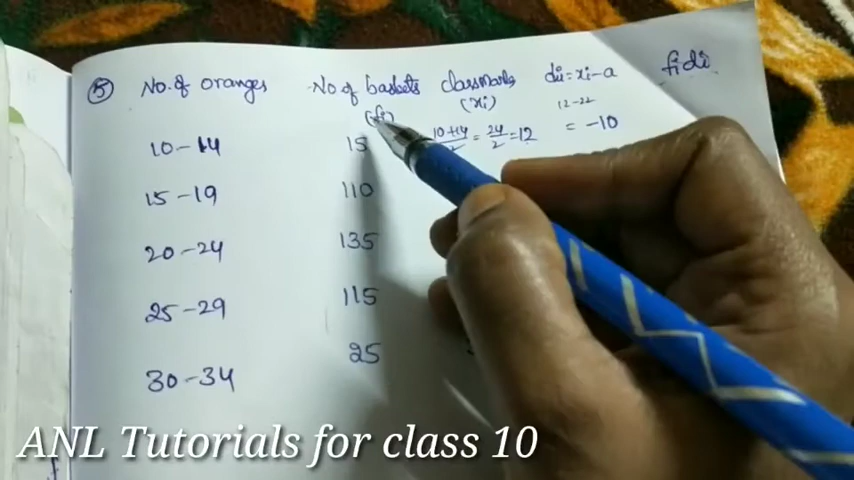 ⑤ No. of oranges No of baskets (fi) classmarks (xi) di = xi - a fidi
12-22
10 - 14 15 10+14/2 = 24/2 = 12 = -10
15 - 19 110
20 - 24 135
25 - 29 115
30 - 34 25
ANL Tutorials for class 10